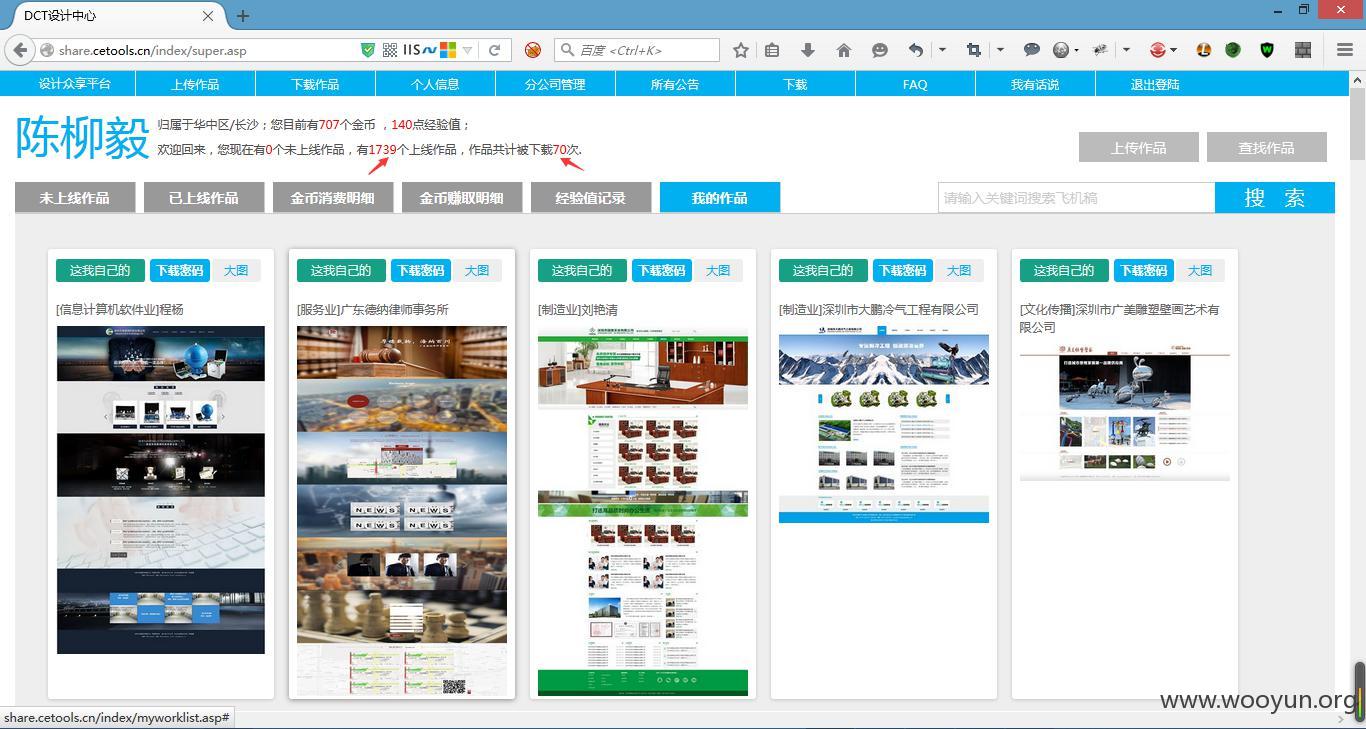 DCT设计中心
share.cetools.cn/index/super.asp
IIS
百度 <Ctrl+K>
设计众享平台 上传作品 下载作品 个人信息 分公司管理 所有公告 下载 FAQ 我有话说 退出登陆
陈柳毅
归属于华中区/长沙；您目前有707个金币 ，140点经验值；
欢迎回来，您现在有0个未上线作品，有1739个上线作品，作品共计被下载70次.
上传作品 查找作品
未上线作品 已上线作品 金币消费明细 金币赚取明细 经验值记录 我的作品
请输入关键词搜索飞机稿 搜 索
这我自己的 下载密码 大图 这我自己的 下载密码 大图 这我自己的 下载密码 大图 这我自己的 下载密码 大图 这我自己的 下载密码 大图
[信息计算机软件业]程杨 [服务业]广东德纳律师事务所 [制造业]刘艳清 [制造业]深圳市大鹏冷气工程有限公司 [文化传播]深圳市广美雕塑壁画艺术有
限公司
NEWS NEWS
NEWS NEWS
www.wooyun.org
share.cetools.cn/index/myworklist.asp#